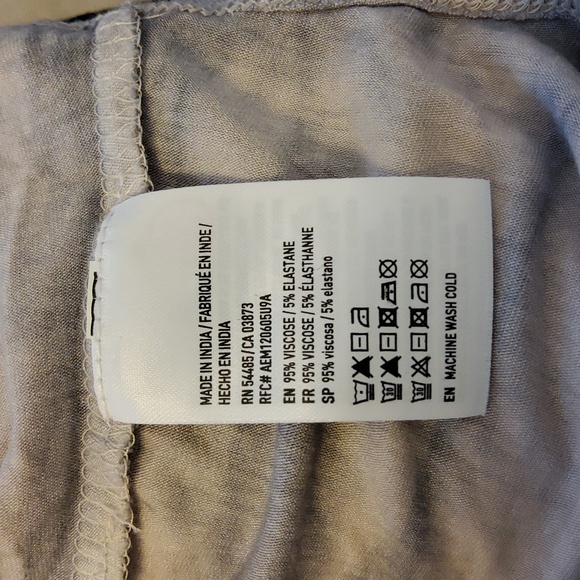 MADE IN INDIA / FABRIQUÉ EN INDE /
HECHO EN INDIA
RN 54485 / CA 03873
RFC# AEM120605U9A
EN 95% VISCOSE / 5% ELASTANE
FR 95% VISCOSE / 5% ÉLASTHANNE
SP 95% viscosa / 5% elastano
EN MACHINE WASH COLD